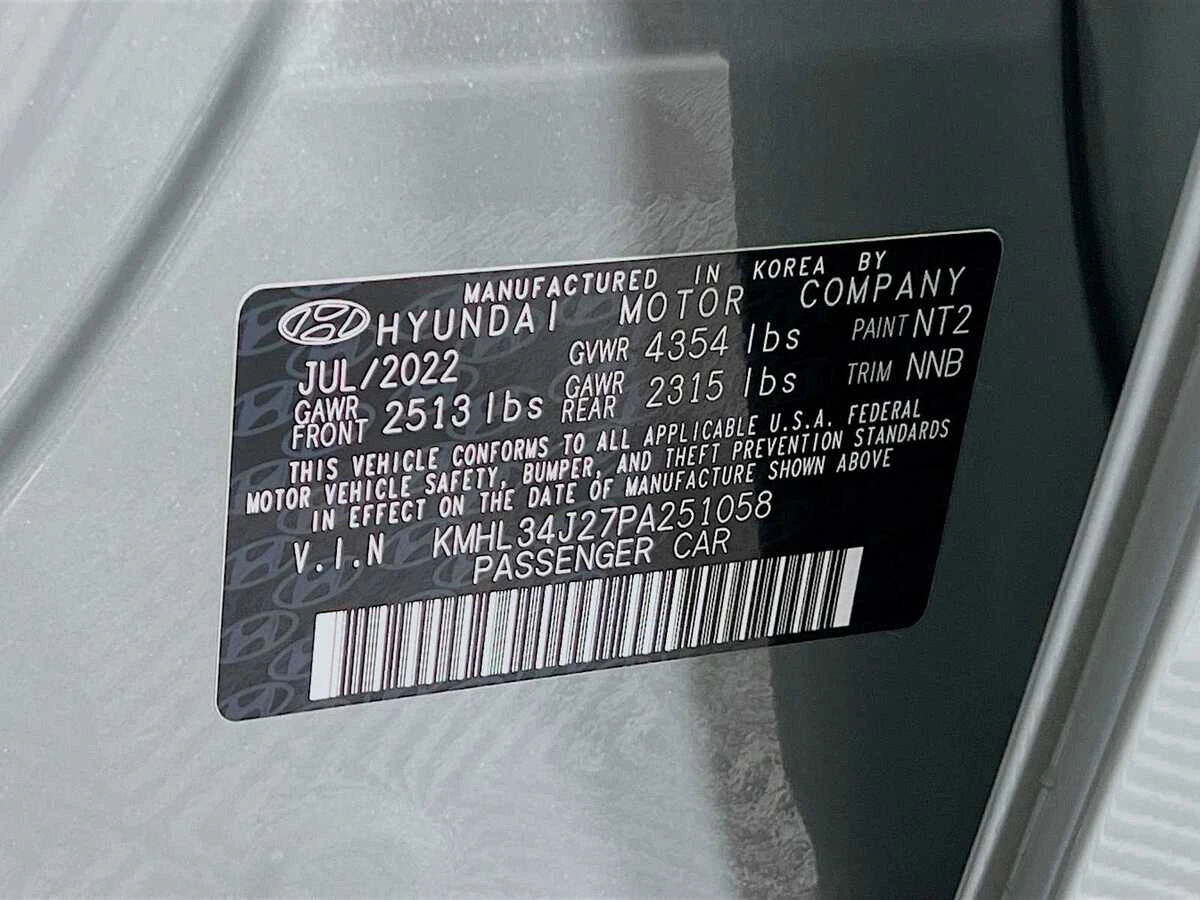 MANUFACTURED IN KOREA BY
HYUNDAI MOTOR COMPANY
JUL/2022 GVWR 4354 lbs PAINT NT2
GAWR FRONT 2513 lbs GAWR REAR 2315 lbs TRIM NNB
THIS VEHICLE CONFORMS TO ALL APPLICABLE U.S.A. FEDERAL
MOTOR VEHICLE SAFETY, BUMPER, AND THEFT PREVENTION STANDARDS
IN EFFECT ON THE DATE OF MANUFACTURE SHOWN ABOVE
V.I.N KMHL34J27PA251058
PASSENGER CAR